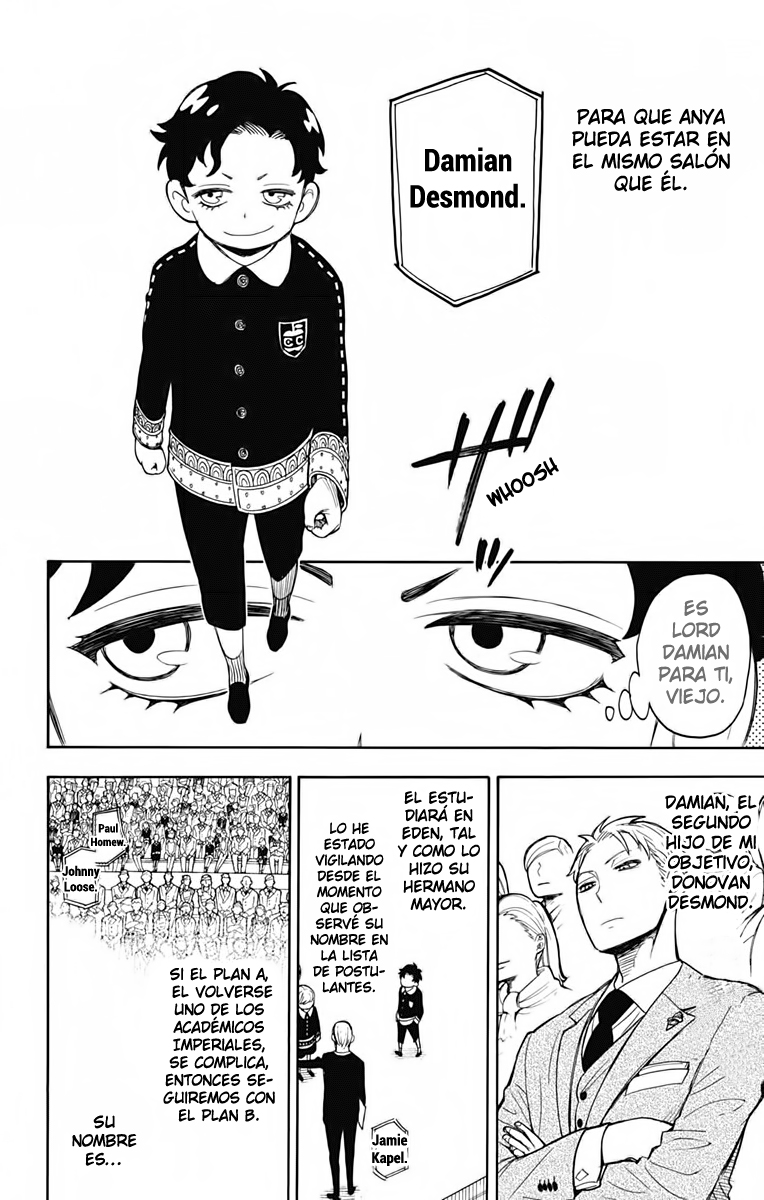 PARA QUE ANYA
PUEDA ESTAR EN
EL MISMO SALÓN
QUE ÉL.
Damian
Desmond.
WHOOSH
ES
LORD
DAMIAN
PARA TI,
VIEJO.
DAMIAN, EL
SEGUNDO
HIJO DE MI
OBJETIVO,
DONOVAN
DESMOND.
EL ESTU-
DIARÁ EN
EDEN, TAL
Y COMO LO
HIZO SU
HERMANO
MAYOR.
LO HE
ESTADO
VIGILANDO
DESDE EL
MOMENTO
QUE OB-
SERVÉ SU
NOMBRE EN
LA LISTA
DE POSTU-
LANTES.
Jamie
Kapel.
Paul
Homew.
Johnny
Loose.
SI EL PLAN A,
EL VOLVERSE
UNO DE LOS
ACADÉMICOS
IMPERIALES,
SE COMPLICA,
ENTONCES SE-
GUIREMOS CON
EL PLAN B.
SU
NOMBRE
ES...